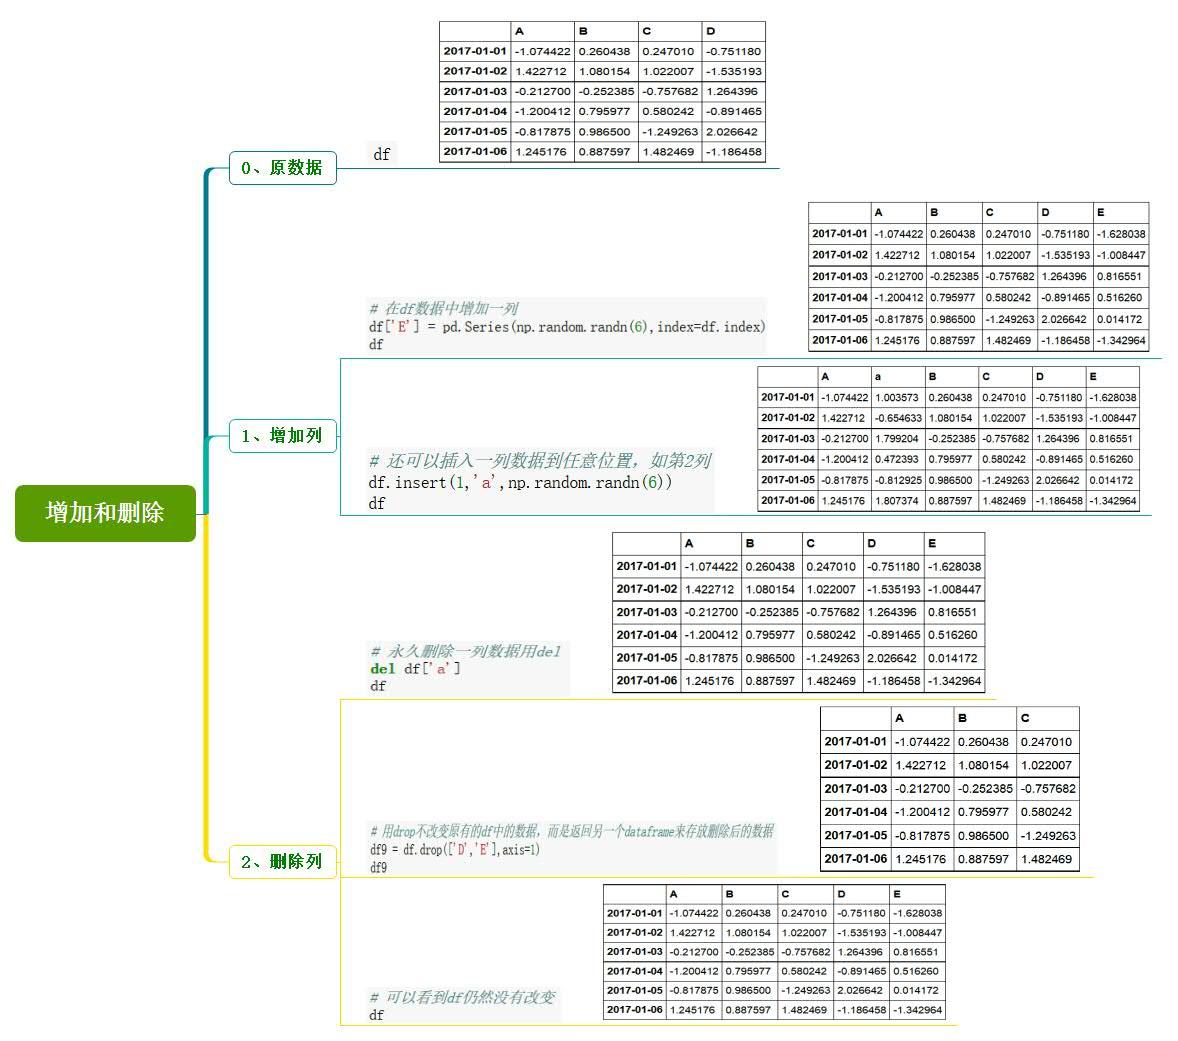 增加和删除
0、原数据
df
A B C D
2017-01-01 -1.074422 0.260438 0.247010 -0.751180
2017-01-02 1.422712 1.080154 1.022007 -1.535193
2017-01-03 -0.212700 -0.252385 -0.757682 1.264396
2017-01-04 -1.200412 0.795977 0.580242 -0.891465
2017-01-05 -0.817875 0.986500 -1.249263 2.026642
2017-01-06 1.245176 0.887597 1.482469 -1.186458
1、增加列
# 在df数据中增加一列
df['E'] = pd.Series(np.random.randn(6),index=df.index)
df
A B C D E
2017-01-01 -1.074422 0.260438 0.247010 -0.751180 -1.628038
2017-01-02 1.422712 1.080154 1.022007 -1.535193 -1.008447
2017-01-03 -0.212700 -0.252385 -0.757682 1.264396 0.816551
2017-01-04 -1.200412 0.795977 0.580242 -0.891465 0.516260
2017-01-05 -0.817875 0.986500 -1.249263 2.026642 0.014172
2017-01-06 1.245176 0.887597 1.482469 -1.186458 -1.342964
# 还可以插入一列数据到任意位置，如第2列
df.insert(1,'a',np.random.randn(6))
df
A a B C D E
2017-01-01 -1.074422 1.003573 0.260438 0.247010 -0.751180 -1.628038
2017-01-02 1.422712 -0.654633 1.080154 1.022007 -1.535193 -1.008447
2017-01-03 -0.212700 1.799204 -0.252385 -0.757682 1.264396 0.816551
2017-01-04 -1.200412 0.472393 0.795977 0.580242 -0.891465 0.516260
2017-01-05 -0.817875 -0.812925 0.986500 -1.249263 2.026642 0.014172
2017-01-06 1.245176 1.807374 0.887597 1.482469 -1.186458 -1.342964
2、删除列
# 永久删除一列数据用del
del df['a']
df
A B C D E
2017-01-01 -1.074422 0.260438 0.247010 -0.751180 -1.628038
2017-01-02 1.422712 1.080154 1.022007 -1.535193 -1.008447
2017-01-03 -0.212700 -0.252385 -0.757682 1.264396 0.816551
2017-01-04 -1.200412 0.795977 0.580242 -0.891465 0.516260
2017-01-05 -0.817875 0.986500 -1.249263 2.026642 0.014172
2017-01-06 1.245176 0.887597 1.482469 -1.186458 -1.342964
# 用drop不改变原有的df中的数据，而是返回另一个dataframe来存放删除后的数据
df9 = df.drop(['D','E'],axis=1)
df9
A B C
2017-01-01 -1.074422 0.260438 0.247010
2017-01-02 1.422712 1.080154 1.022007
2017-01-03 -0.212700 -0.252385 -0.757682
2017-01-04 -1.200412 0.795977 0.580242
2017-01-05 -0.817875 0.986500 -1.249263
2017-01-06 1.245176 0.887597 1.482469
# 可以看到df仍然没有改变
df
A B C D E
2017-01-01 -1.074422 0.260438 0.247010 -0.751180 -1.628038
2017-01-02 1.422712 1.080154 1.022007 -1.535193 -1.008447
2017-01-03 -0.212700 -0.252385 -0.757682 1.264396 0.816551
2017-01-04 -1.200412 0.795977 0.580242 -0.891465 0.516260
2017-01-05 -0.817875 0.986500 -1.249263 2.026642 0.014172
2017-01-06 1.245176 0.887597 1.482469 -1.186458 -1.342964